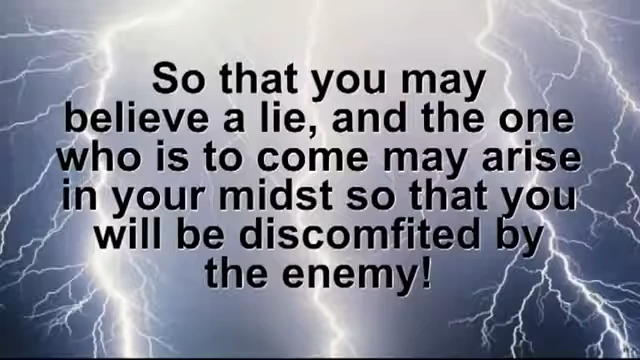 So that you may
believe a lie, and the one
who is to come may arise
in your midst so that you
will be discomfited by
the enemy!